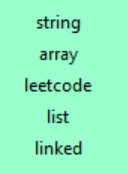 string
array
leetcode
list
linked